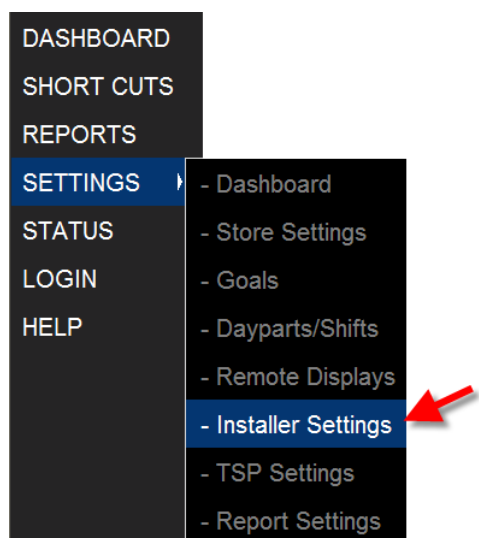 DASHBOARD
SHORT CUTS
REPORTS
SETTINGS
STATUS
LOGIN
HELP
- Dashboard
- Store Settings
- Goals
- Dayparts/Shifts
- Remote Displays
- Installer Settings
- TSP Settings
- Report Settings